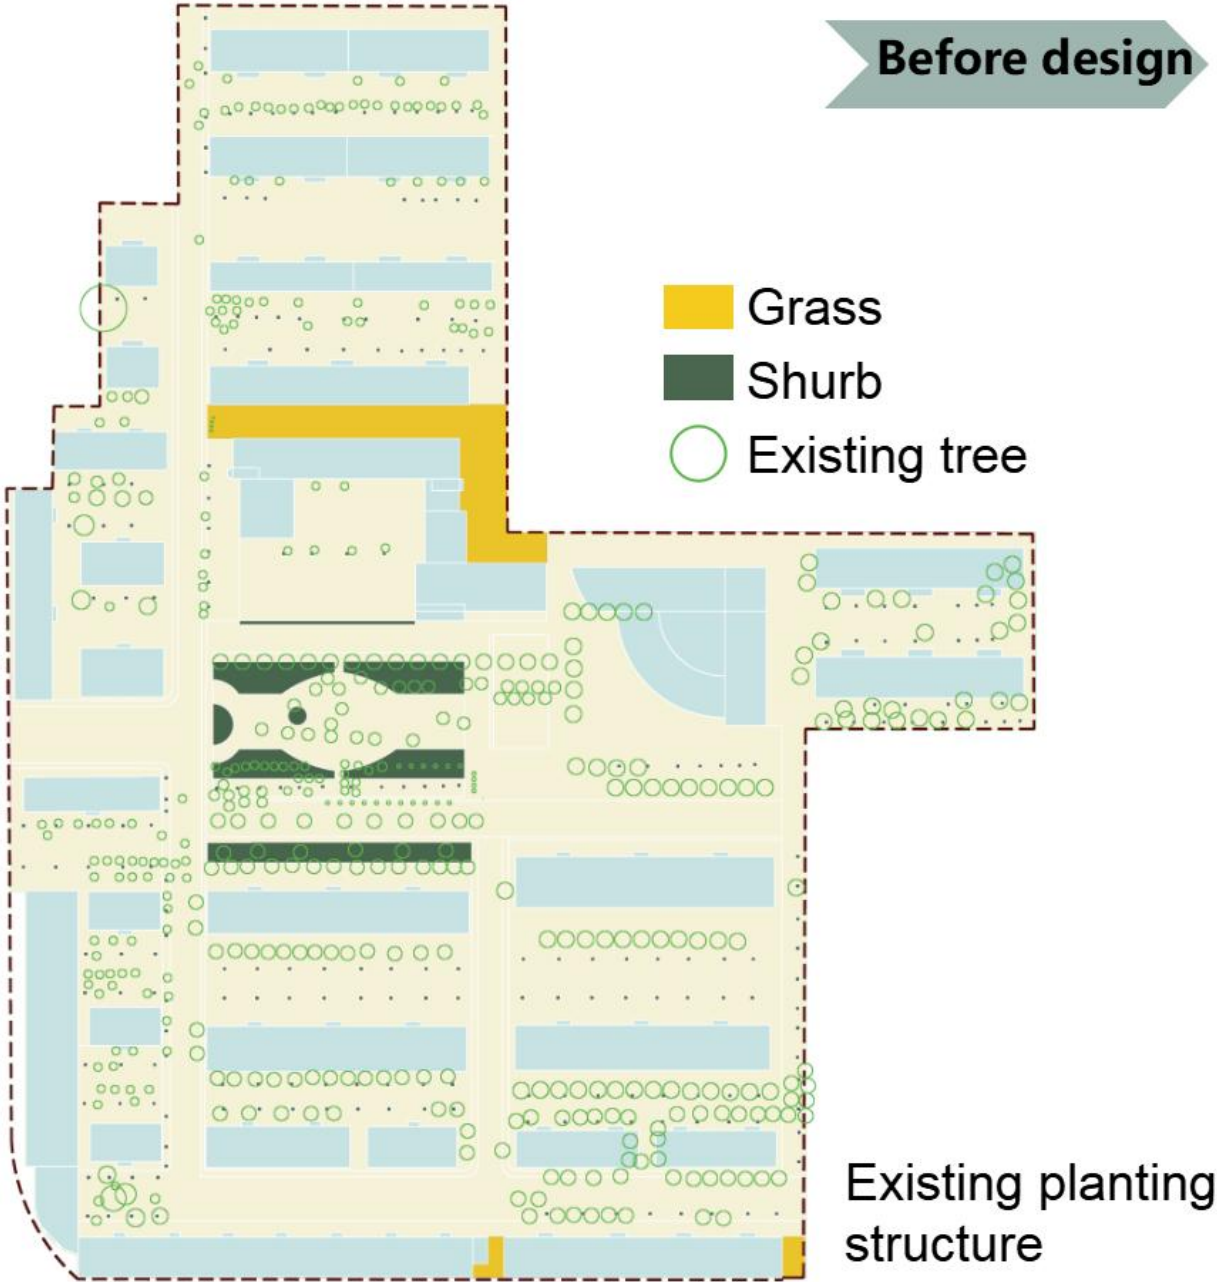 Before design
Grass
Shurb
Existing tree
Existing planting
structure